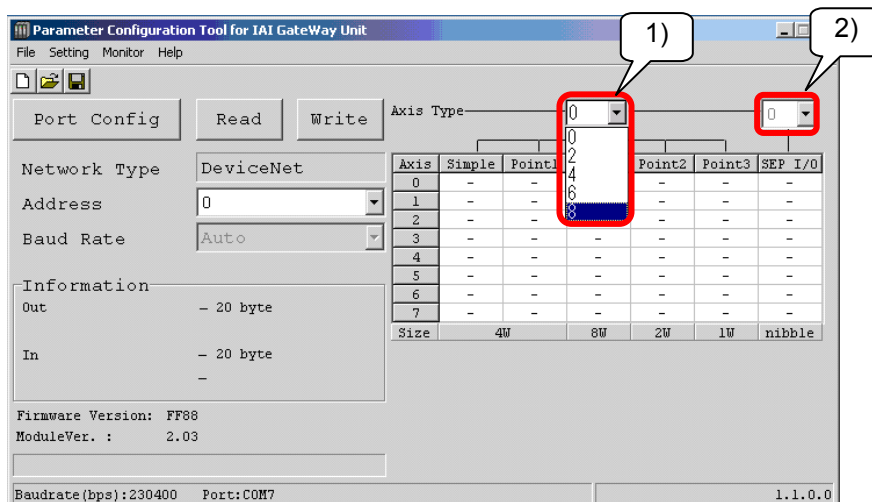 Parameter Configuration Tool for IAI GateWay Unit
1)
2)
File Setting Monitor Help
Port Config Read Write
Axis Type 0 0
0
2
4
6
8
Network Type DeviceNet
Address 0
Baud Rate Auto
Axis Simple Point1 Point2 Point3 SEP I/O
0 - - - - -
1 - - - - -
2 - - - - -
3 - - - - - -
4 - - - - - -
5 - - - - - -
6 - - - - - -
7 - - - - - -
Size 4W 8W 2W 1W nibble
Information
Out - 20 byte
In - 20 byte
-
Firmware Version: FF88
ModuleVer. : 2.03
Baudrate(bps):230400 Port:COM7 1.1.0.0